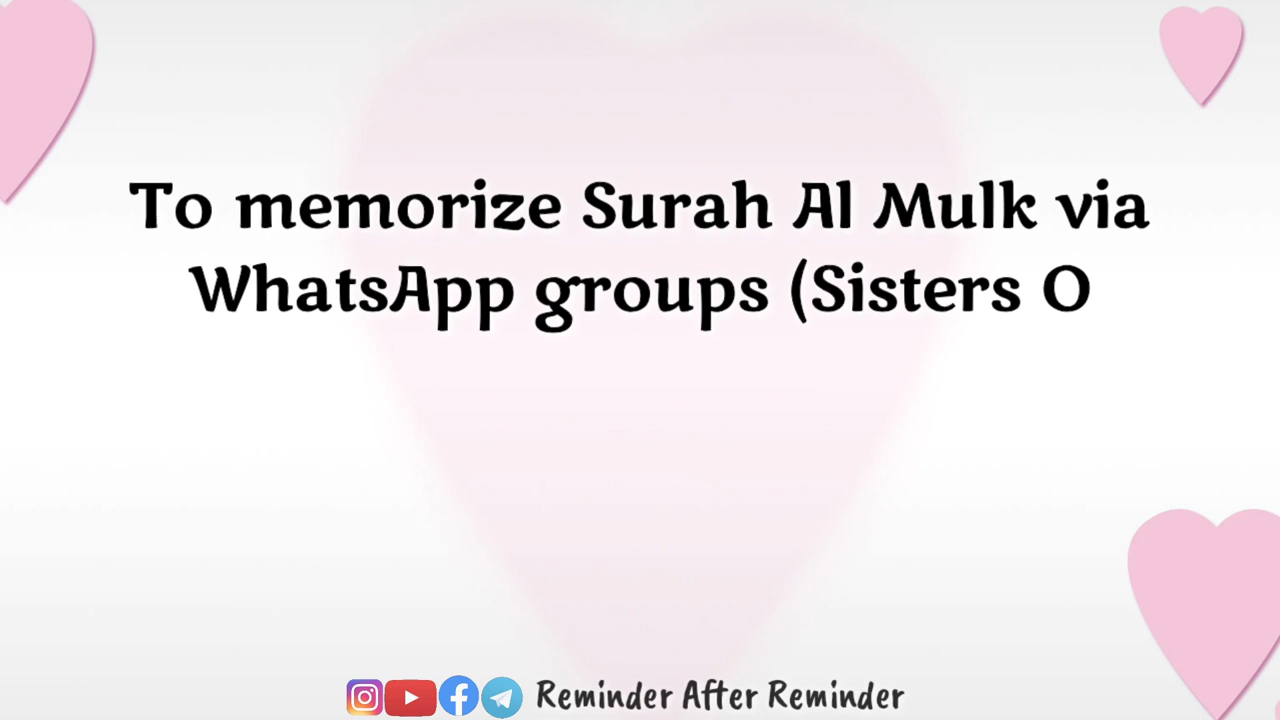 To memorize Surah Al Mulk via
WhatsApp groups (Sisters O
Reminder After Reminder